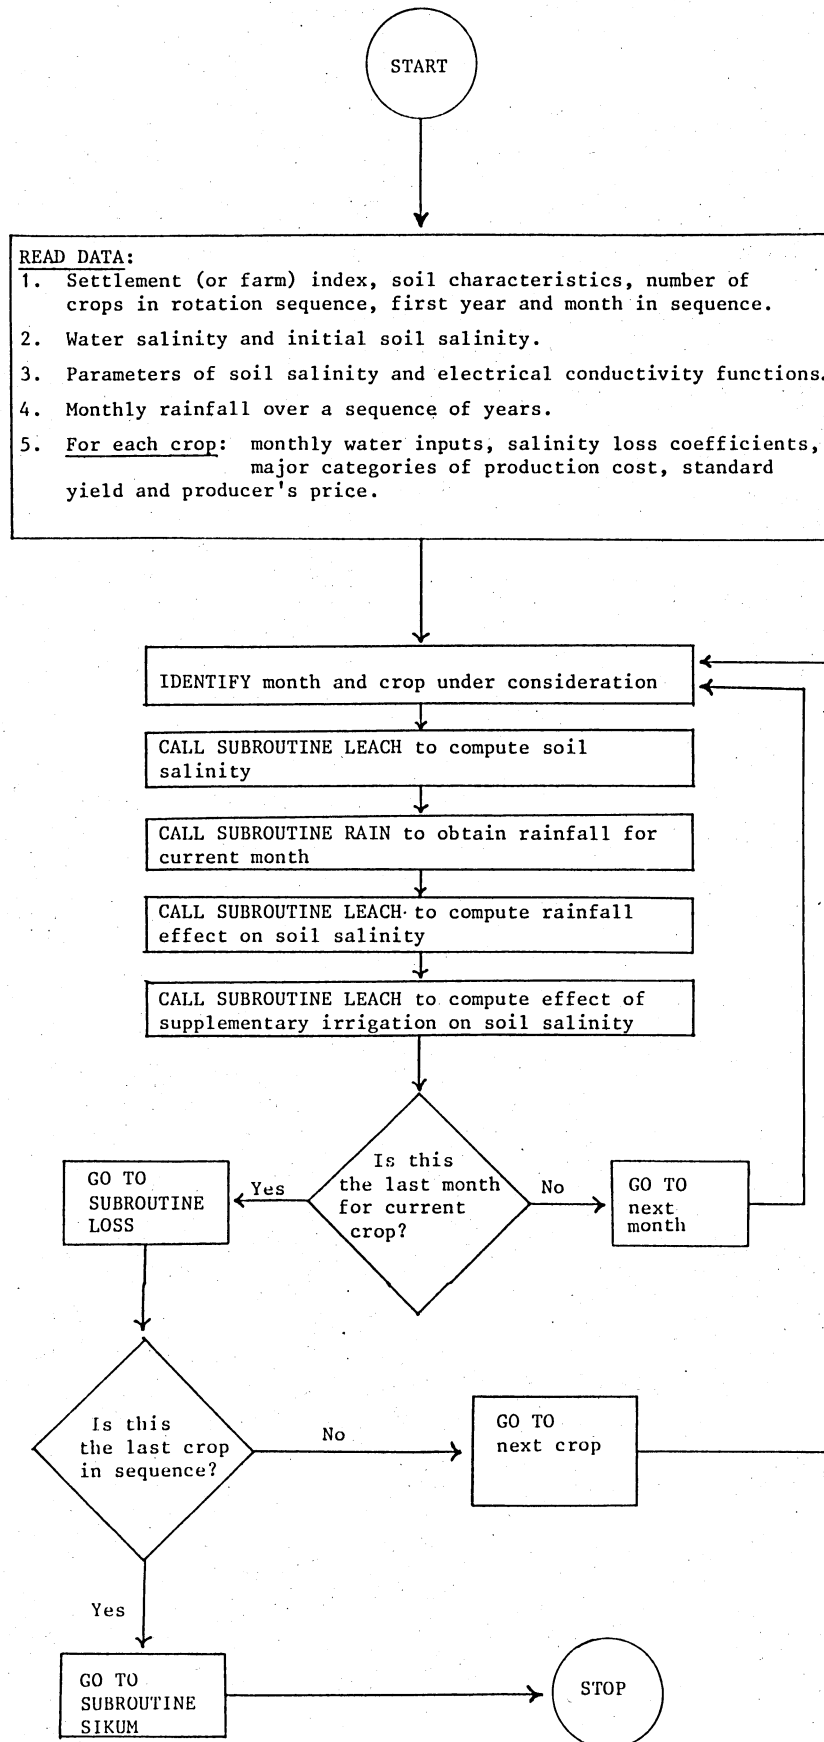 START
READ DATA:
1. Settlement (or farm) index, soil characteristics, number of
crops in rotation sequence, first year and month in sequence.
2. Water salinity and initial soil salinity.
3. Parameters of soil salinity and electrical conductivity functions.
4. Monthly rainfall over a sequence of years.
5. For each crop: monthly water inputs, salinity loss coefficients,
major categories of production cost, standard
yield and producer's price.
IDENTIFY month and crop under consideration
CALL SUBROUTINE LEACH to compute soil
salinity
CALL SUBROUTINE RAIN to obtain rainfall for
current month
CALL SUBROUTINE LEACH to compute rainfall
effect on soil salinity
CALL SUBROUTINE LEACH to compute effect of
supplementary irrigation on soil salinity
Is this
the last month
for current
crop?
Yes
No
GO TO
SUBROUTINE
LOSS
GO TO
next
month
Is this
the last crop
in sequence?
No
GO TO
next crop
Yes
GO TO
SUBROUTINE
SIKUM
STOP